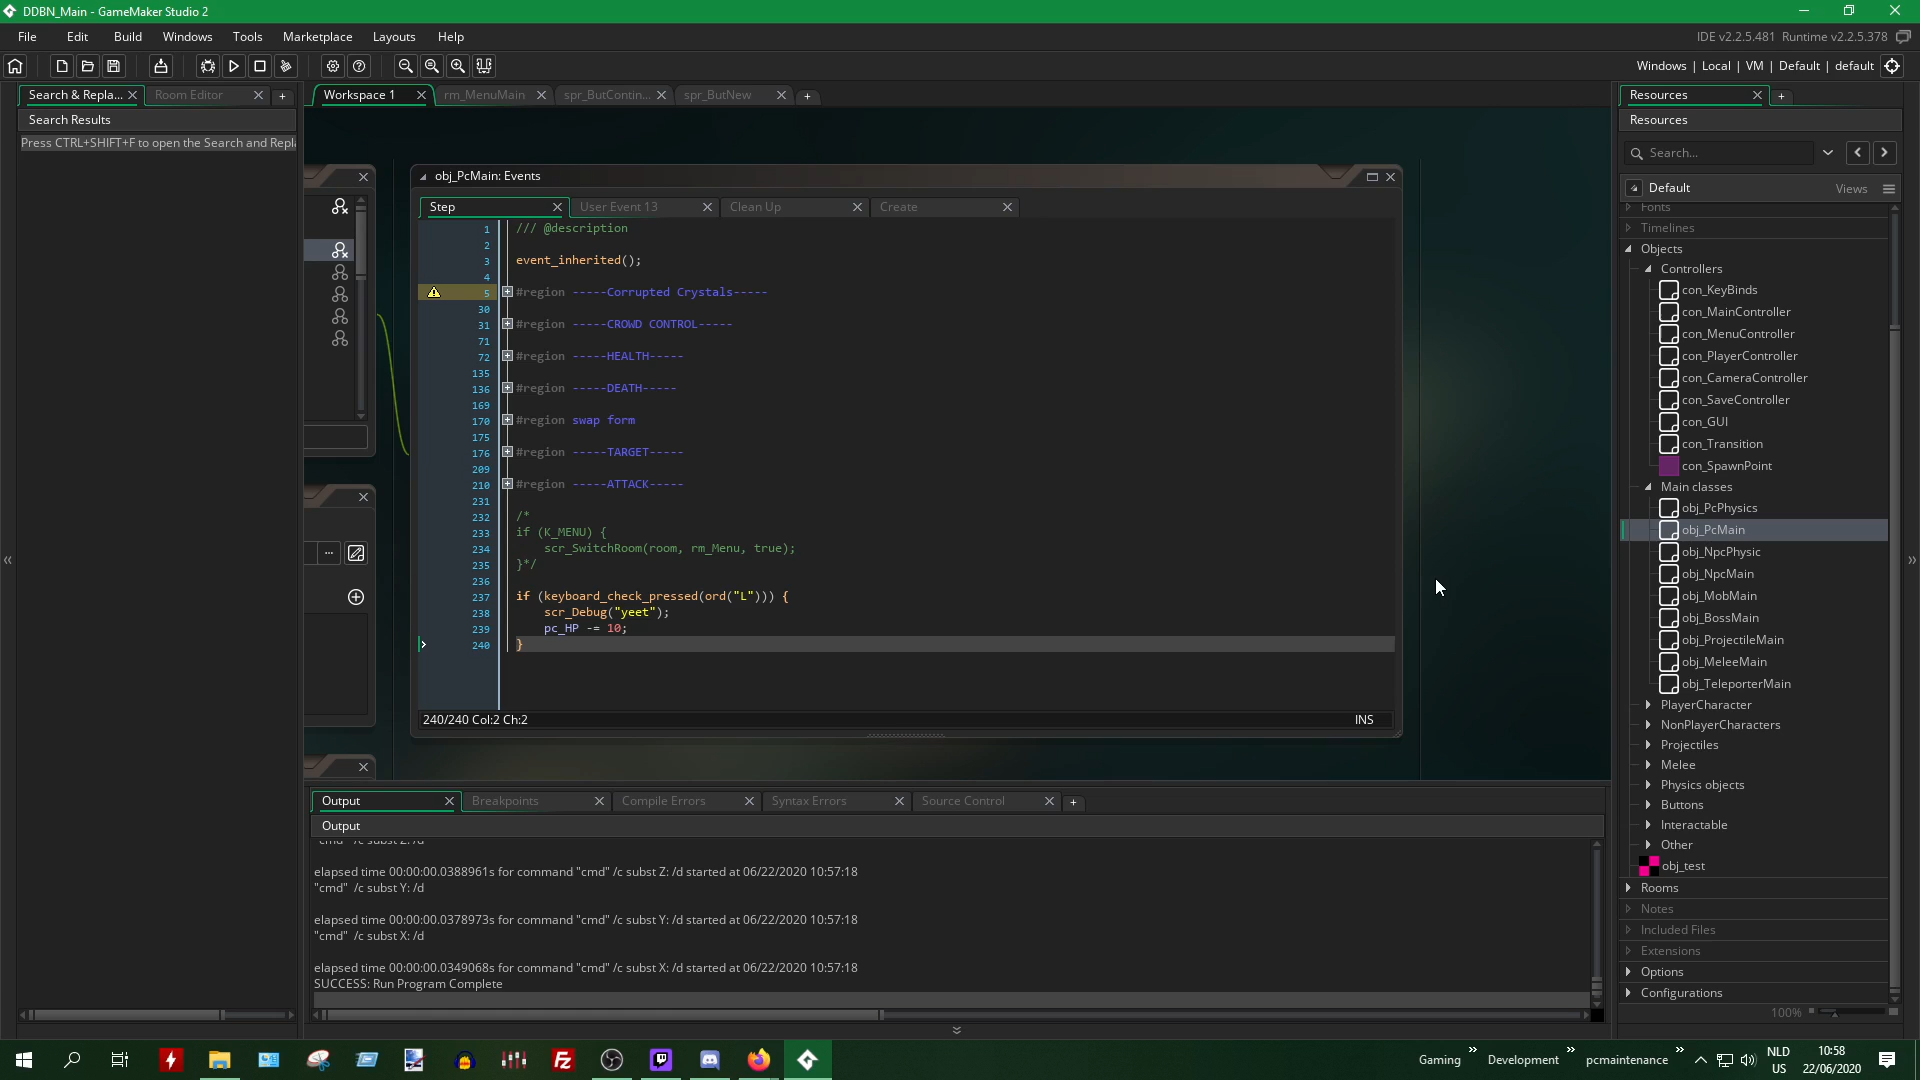 DDBN_Main - GameMaker Studio 2
File Edit Build Windows Tools Marketplace Layouts Help
IDE v2.2.5.481 Runtime v2.2.5.378
Windows | Local | VM | Default | default
Search & Repla...
Room Editor
Search Results
Press CTRL+SHIFT+F to open the Search and Repla
Workspace 1
rm_MenuMain
spr_ButContin...
spr_ButNew
obj_PcMain: Events
Step
User Event 13
Clean Up
Create
1 /// @description
2
3 event_inherited();
4
5 #region -----Corrupted Crystals-----
30
31 #region -----CROWD CONTROL-----
71
72 #region -----HEALTH-----
135
136 #region -----DEATH-----
169
170 #region swap form
175
176 #region -----TARGET-----
209
210 #region -----ATTACK-----
231
232 /*
233 if (K_MENU) {
234 scr_SwitchRoom(room, rm_Menu, true);
235 }*/
236
237 if (keyboard_check_pressed(ord("L"))) {
238 scr_Debug("yeet");
239 pc_HP -= 10;
240 }
240/240 Col:2 Ch:2
INS
Output
Breakpoints
Compile Errors
Syntax Errors
Source Control
Output
"cmd" /c subst Z: /d
elapsed time 00:00:00.0388961s for command "cmd" /c subst Z: /d started at 06/22/2020 10:57:18
"cmd" /c subst Y: /d
elapsed time 00:00:00.0378973s for command "cmd" /c subst Y: /d started at 06/22/2020 10:57:18
"cmd" /c subst X: /d
elapsed time 00:00:00.0349068s for command "cmd" /c subst X: /d started at 06/22/2020 10:57:18
SUCCESS: Run Program Complete
Resources
Resources
Search...
Default
Views
Fonts
Timelines
Objects
Controllers
con_KeyBinds
con_MainController
con_MenuController
con_PlayerController
con_CameraController
con_SaveController
con_GUI
con_Transition
con_SpawnPoint
Main classes
obj_PcPhysics
obj_PcMain
obj_NpcPhysic
obj_NpcMain
obj_MobMain
obj_BossMain
obj_ProjectileMain
obj_MeleeMain
obj_TeleporterMain
PlayerCharacter
NonPlayerCharacters
Projectiles
Melee
Physics objects
Buttons
Interactable
Other
obj_test
Rooms
Notes
Included Files
Extensions
Options
Configurations
100%
Gaming
Development
pcmaintenance
NLD
US
10:58
22/06/2020